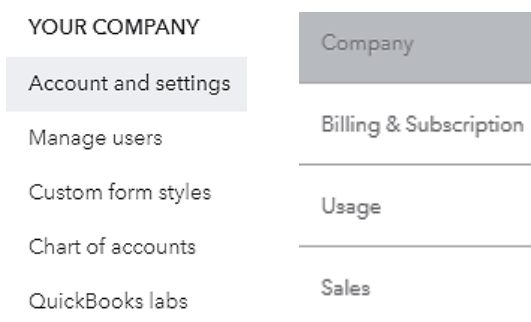 YOUR COMPANY
Account and settings
Manage users
Custom form styles
Chart of accounts
QuickBooks labs
Company
Billing & Subscription
Usage
Sales